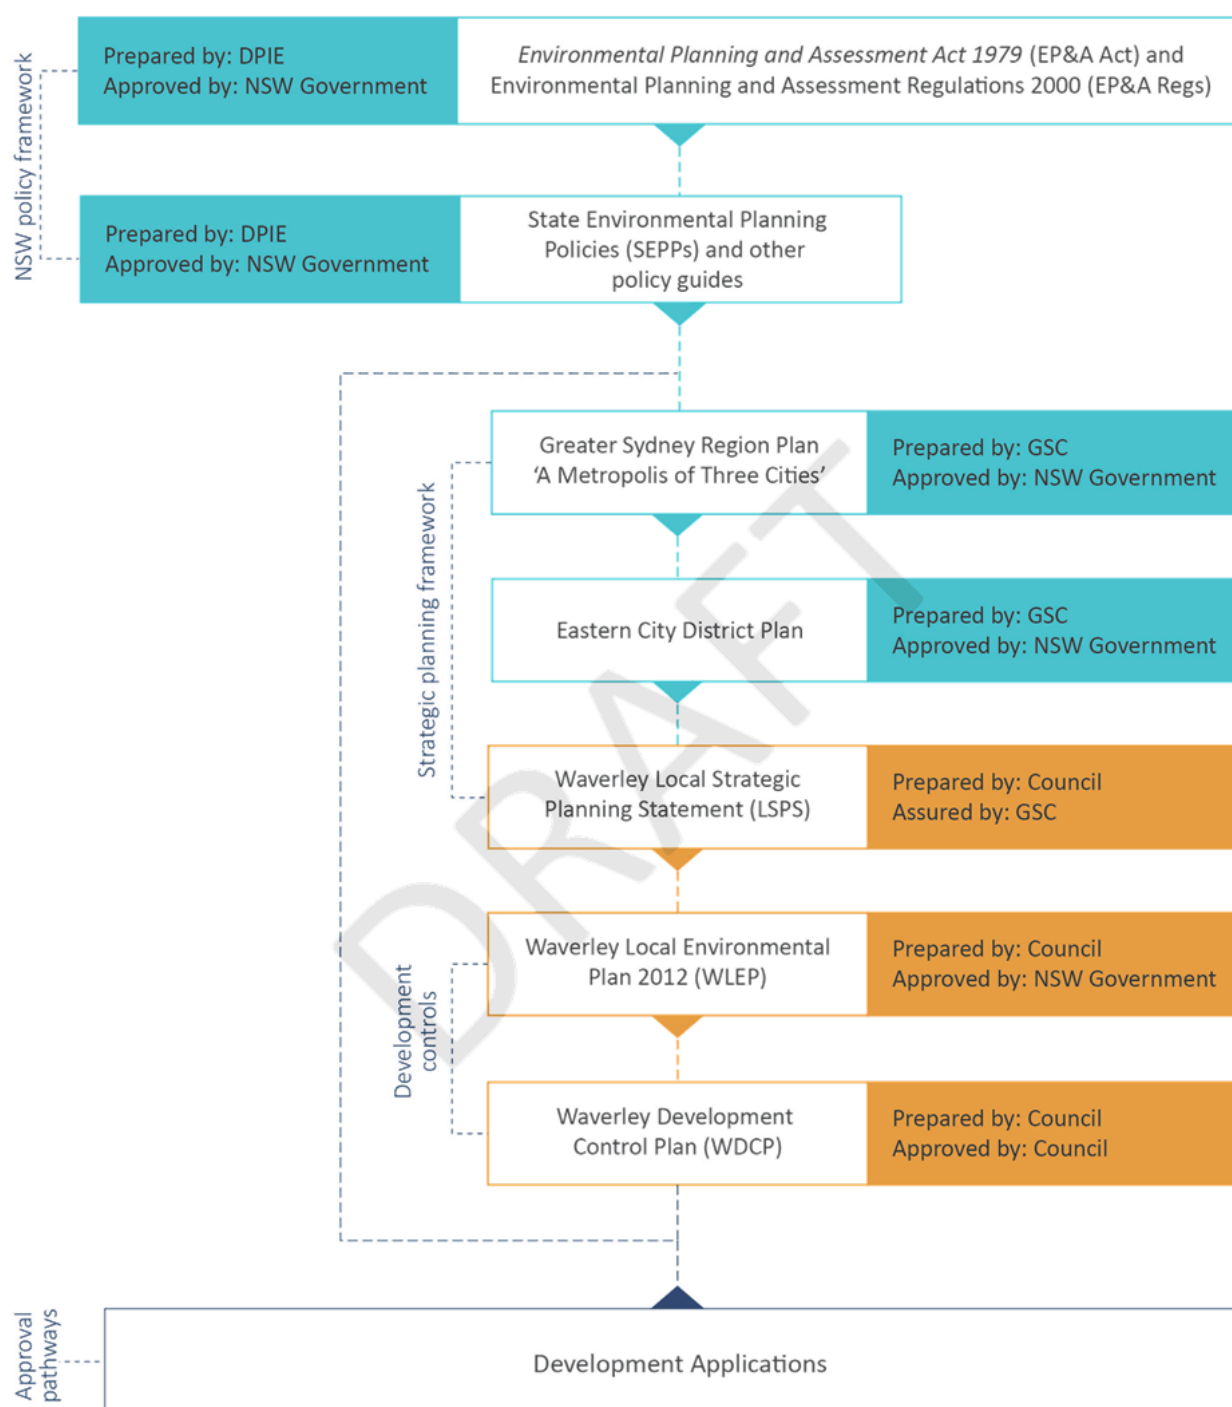 NSW policy framework
Prepared by: DPIE
Approved by: NSW Government
Environmental Planning and Assessment Act 1979 (EP&A Act) and
Environmental Planning and Assessment Regulations 2000 (EP&A Regs)
Prepared by: DPIE
Approved by: NSW Government
State Environmental Planning
Policies (SEPPs) and other
policy guides
Strategic planning framework
Greater Sydney Region Plan
‘A Metropolis of Three Cities’
Prepared by: GSC
Approved by: NSW Government
Eastern City District Plan
Prepared by: GSC
Approved by: NSW Government
Waverley Local Strategic
Planning Statement (LSPS)
Prepared by: Council
Assured by: GSC
Development
controls
Waverley Local Environmental
Plan 2012 (WLEP)
Prepared by: Council
Approved by: NSW Government
Waverley Development
Control Plan (WDCP)
Prepared by: Council
Approved by: Council
Approval
pathways
Development Applications
DRAFT